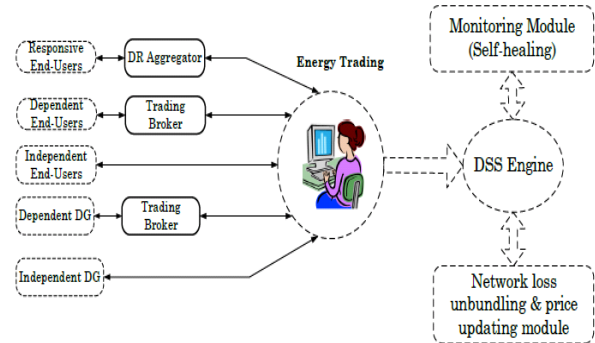 Responsive
End-Users
DR Aggregator
Energy Trading
Monitoring Module
(Self-healing)
Dependent
End-Users
Trading
Broker
Independent
End-Users
DSS Engine
Dependent DG
Trading
Broker
Independent DG
Network loss
unbundling & price
updating module